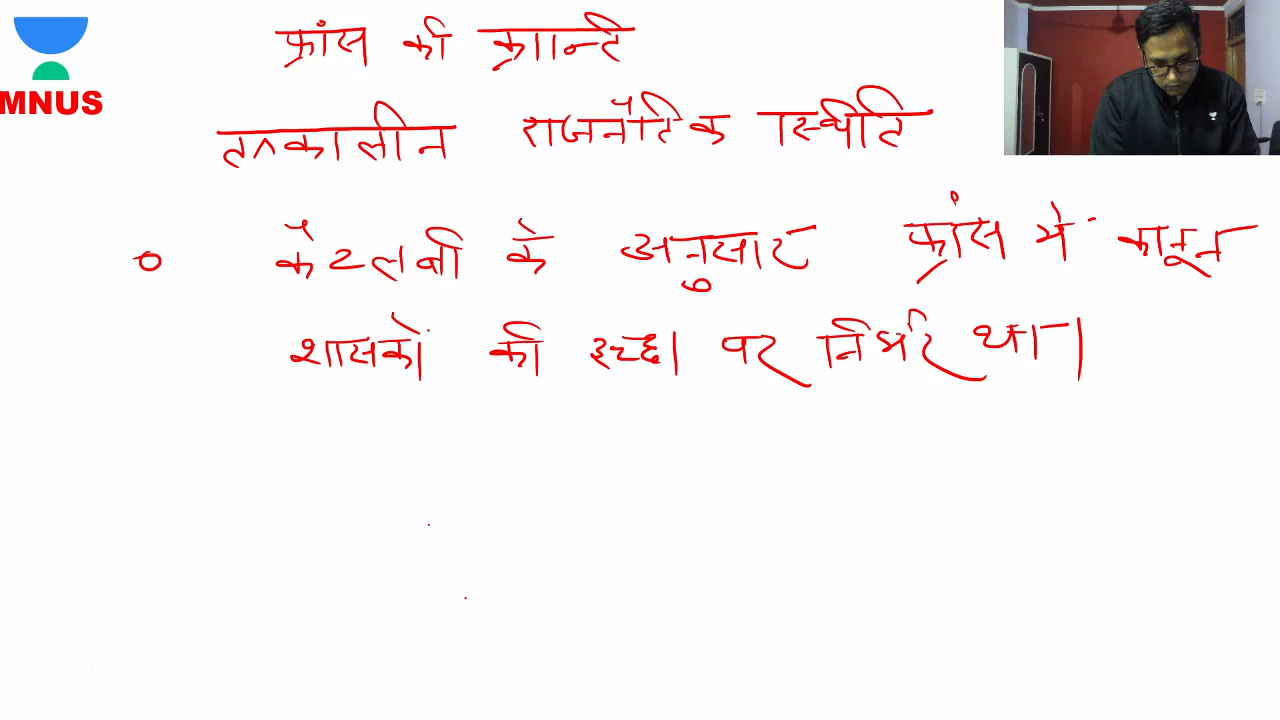 MNUS
फ्रांस की क्रान्ति
तत्कालीन राजनैतिक स्थिति
कैटलबी के अनुसार फ्रांस में कानून
शासकों की इच्छा पर निर्भर था।